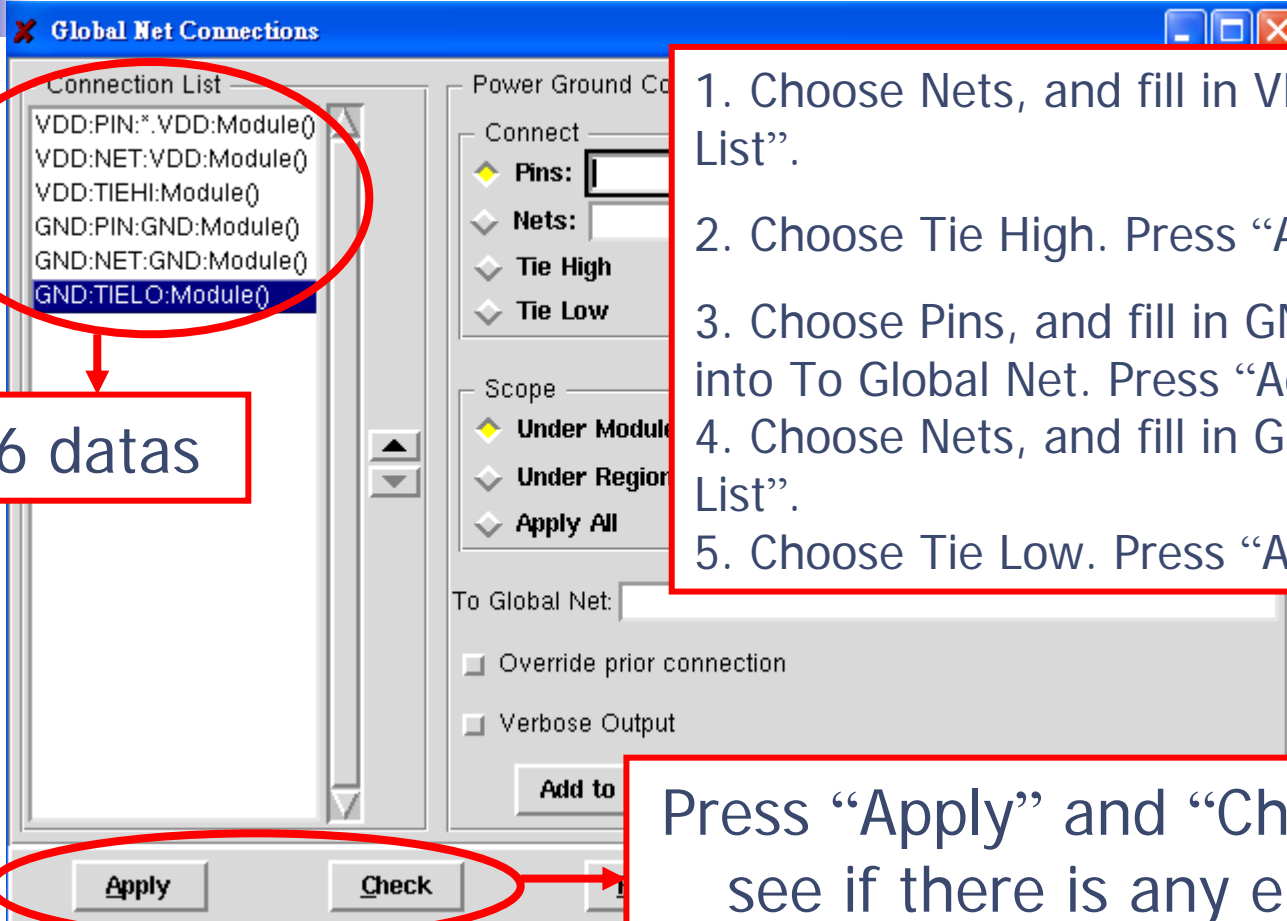 Global Net Connections
Connection List
VDD:PIN:*.VDD:Module()
VDD:NET:VDD:Module()
VDD:TIEHI:Module()
GND:PIN:GND:Module()
GND:NET:GND:Module()
GND:TIELO:Module()
6 datas
Power Ground Co
Connect
Pins:
Nets:
Tie High
Tie Low
Scope
Under Module
Under Region
Apply All
To Global Net:
Override prior connection
Verbose Output
Add to
1. Choose Nets, and fill in
List”.
2. Choose Tie High. Press “A
3. Choose Pins, and fill in GN
into To Global Net. Press “Ad
4. Choose Nets, and fill in G
List”.
5. Choose Tie Low. Press “A
Apply
Check
Press “Apply” and “Ch
see if there is any e